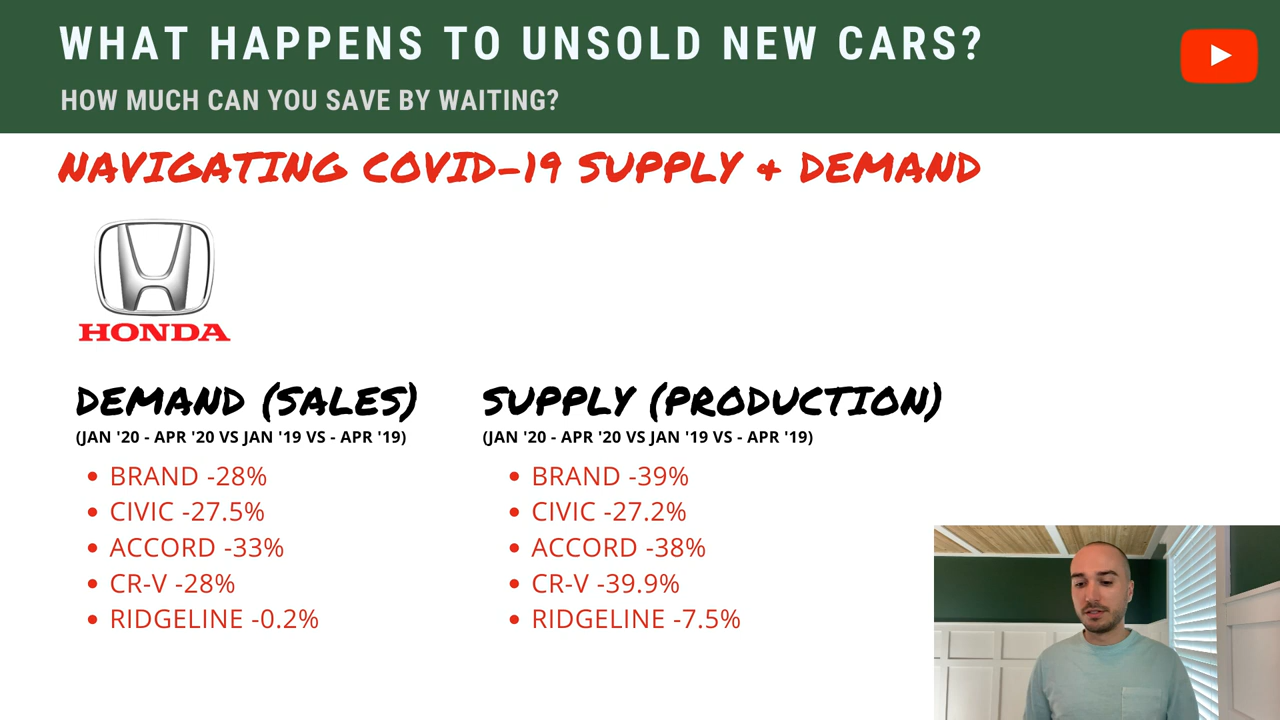 WHAT HAPPENS TO UNSOLD NEW CARS?
HOW MUCH CAN YOU SAVE BY WAITING?
NAVIGATING COVID-19 SUPPLY & DEMAND
HONDA
DEMAND (SALES)
(JAN '20 - APR '20 VS JAN '19 VS - APR '19)
• BRAND -28%
• CIVIC -27.5%
• ACCORD -33%
• CR-V -28%
• RIDGELINE -0.2%
SUPPLY (PRODUCTION)
(JAN '20 - APR '20 VS JAN '19 VS - APR '19)
• BRAND -39%
• CIVIC -27.2%
• ACCORD -38%
• CR-V -39.9%
• RIDGELINE -7.5%